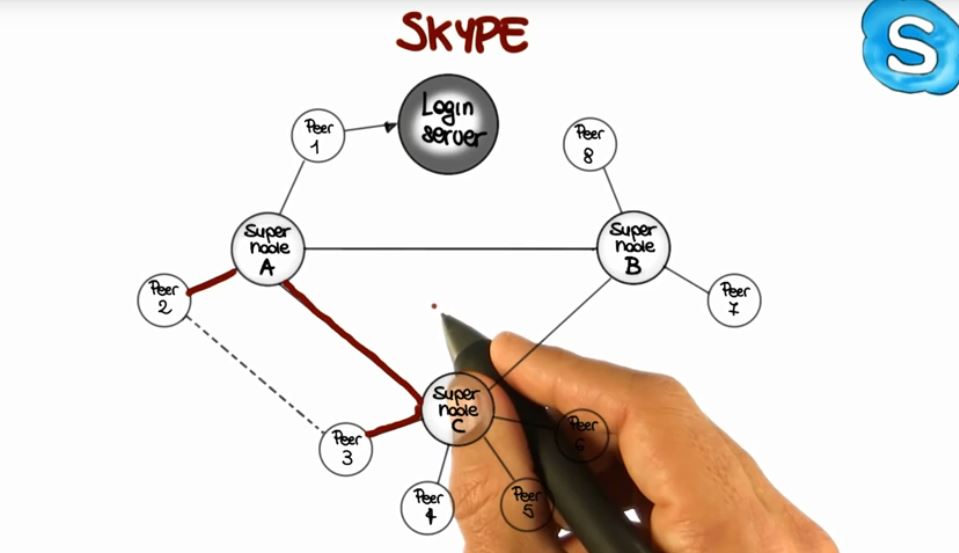 SKYPE
S
Login
server
Peer
1
Peer
8
Super
node
A
Super
node
B
Peer
2
Peer
7
Super
node
C
Peer
3
Peer
6
Peer
4
Peer
5